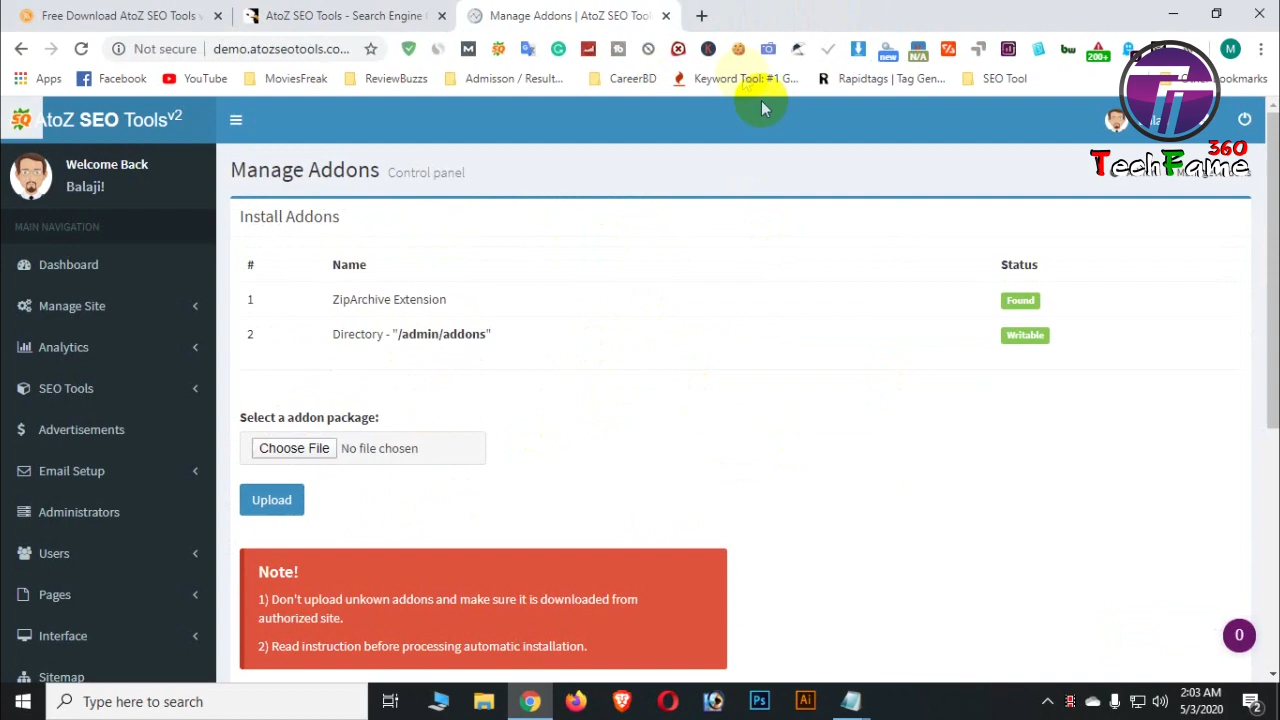 Free Download AtoZ SEO Tools v
AtoZ SEO Tools - Search Engine
Manage Addons | AtoZ SEO Tool
Not secure
demo.atozseotools.co...
new
N/A
200+
M
Apps
Facebook
YouTube
MoviesFreak
ReviewBuzz
Admisson / Result...
CareerBD
Keyword Tool: #1 G...
Rapidtags | Tag Gen...
SEO Tool
Other bookmarks
AtoZ SEO Tools v2
TechFame 360
Welcome Back
Balaji!
Manage Addons Control panel
MAIN NAVIGATION
Install Addons
# Name Status
1 ZipArchive Extension Found
2 Directory - "/admin/addons" Writable
Dashboard
Manage Site
Analytics
SEO Tools
Advertisements
Email Setup
Administrators
Users
Pages
Interface
Sitemap
Select a addon package:
Choose File No file chosen
Upload
Note!
1) Don't upload unkown addons and make sure it is downloaded from
authorized site.
2) Read instruction before processing automatic installation.
0
Type here to search
2:03 AM
5/3/2020
2